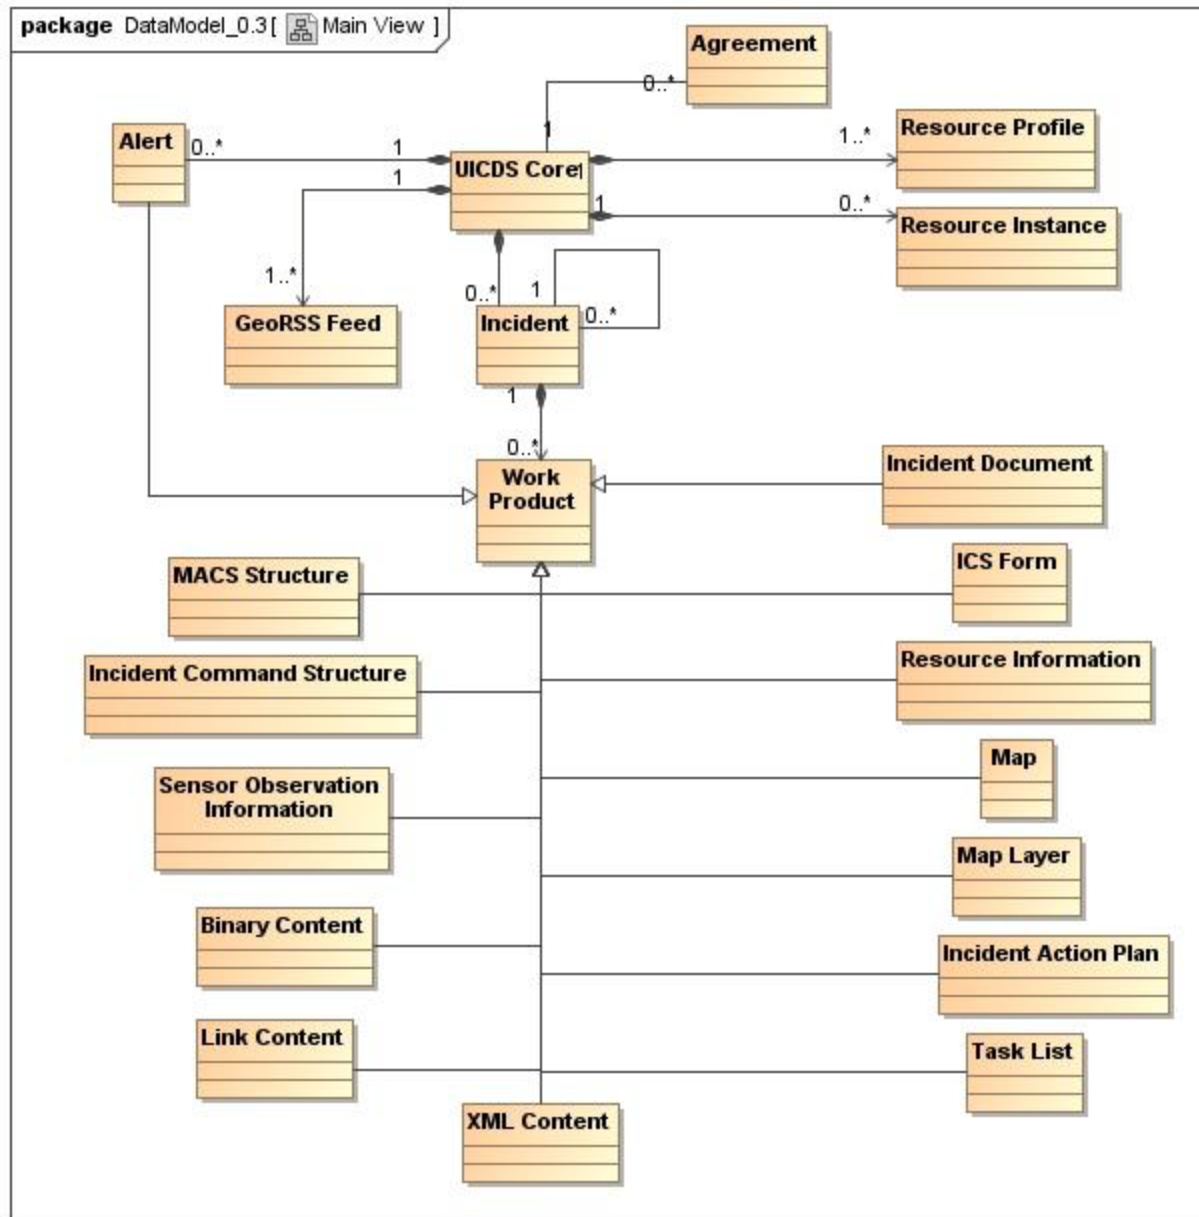 package DataModel_0.3 [ Main View ]
Agreement
0..*
1
Alert
0..*
1
1
UICDS Core
1
1..*
Resource Profile
1
0..*
Resource Instance
1..*
GeoRSS Feed
0..*
1
0..*
Incident
1
0..*
Work
Product
Incident Document
MACS Structure
ICS Form
Incident Command Structure
Resource Information
Sensor Observation
Information
Map
Map Layer
Binary Content
Incident Action Plan
Link Content
Task List
XML Content